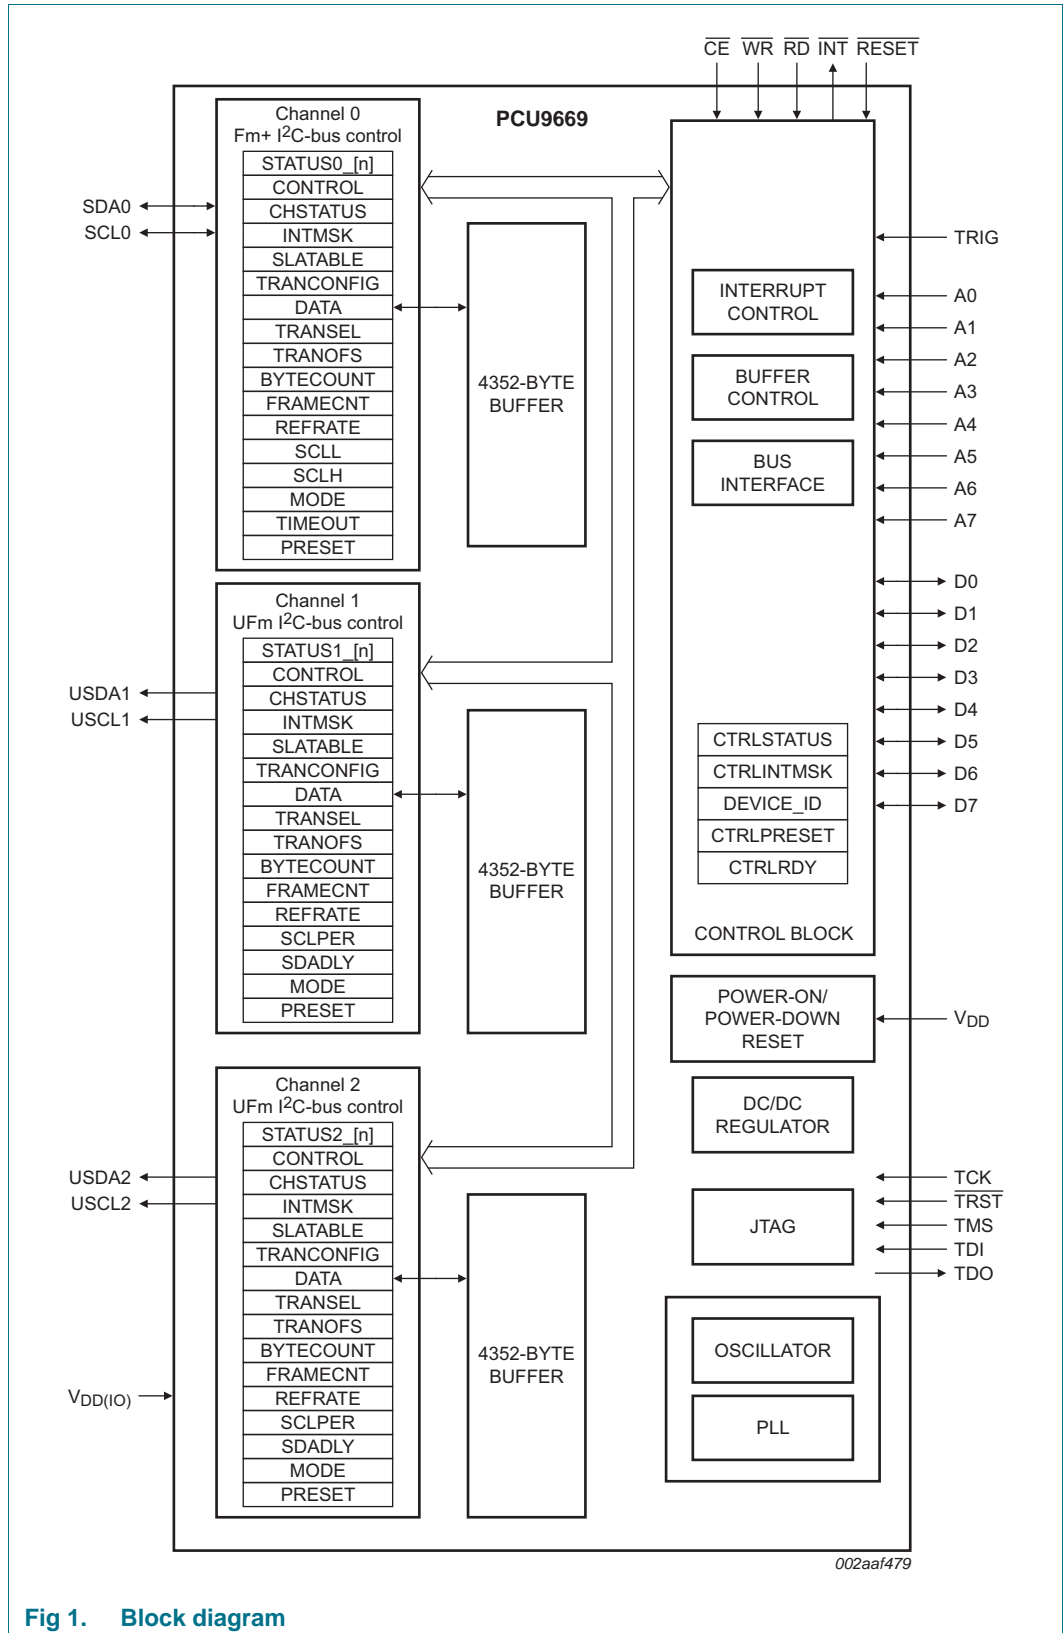 CE WR RD INT RESET
PCU9669
Channel 0
Fm+ I2C-bus control
STATUS0_[n]
CONTROL
CHSTATUS
INTMSK
SLATABLE
TRANCONFIG
DATA
TRANSEL
TRANOFS
BYTECOUNT
FRAMECNT
REFRATE
SCLL
SCLH
MODE
TIMEOUT
PRESET
SDA0
SCL0
4352-BYTE
BUFFER
Channel 1
UFm I2C-bus control
STATUS1_[n]
CONTROL
CHSTATUS
INTMSK
SLATABLE
TRANCONFIG
DATA
TRANSEL
TRANOFS
BYTECOUNT
FRAMECNT
REFRATE
SCLPER
SDADLY
MODE
PRESET
USDA1
USCL1
4352-BYTE
BUFFER
Channel 2
UFm I2C-bus control
STATUS2_[n]
CONTROL
CHSTATUS
INTMSK
SLATABLE
TRANCONFIG
DATA
TRANSEL
TRANOFS
BYTECOUNT
FRAMECNT
REFRATE
SCLPER
SDADLY
MODE
PRESET
USDA2
USCL2
VDD(IO)
4352-BYTE
BUFFER
INTERRUPT
CONTROL
BUFFER
CONTROL
BUS
INTERFACE
CTRLSTATUS
CTRLINTMSK
DEVICE_ID
CTRLPRESET
CTRLRDY
CONTROL BLOCK
TRIG
A0
A1
A2
A3
A4
A5
A6
A7
D0
D1
D2
D3
D4
D5
D6
D7
POWER-ON/
POWER-DOWN
RESET
VDD
DC/DC
REGULATOR
JTAG
TCK
TRST
TMS
TDI
TDO
OSCILLATOR
PLL
002aaf479
Fig 1. Block diagram